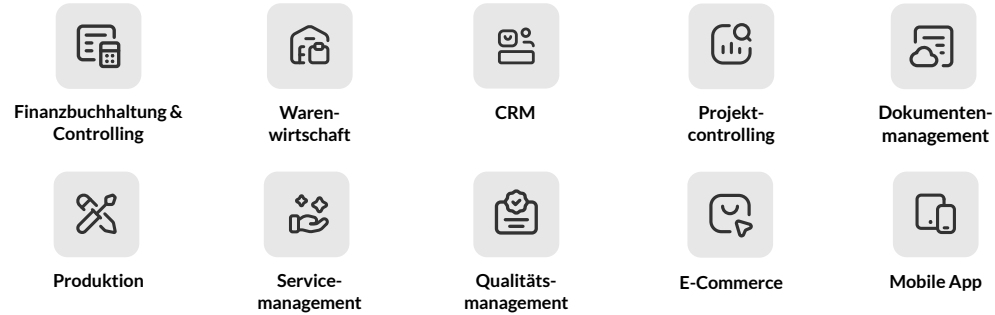 Finanzbuchhaltung &
Controlling
Waren-
wirtschaft
CRM
Projekt-
controlling
Dokumenten-
management
Produktion
Service-
management
Qualitäts-
management
E-Commerce
Mobile App